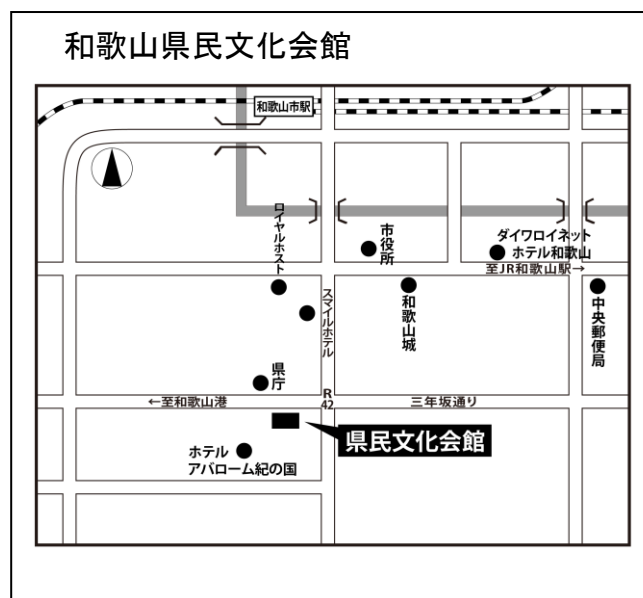 和歌山県民文化会館
和歌山市駅
ロイヤルホスト
市役所
ダイワロイネット
ホテル和歌山
至JR和歌山駅→
スマイルホテル
和歌山城
中央郵便局
県庁
←至和歌山港
R
42
三年坂通り
県民文化会館
ホテル
アバローム紀の国